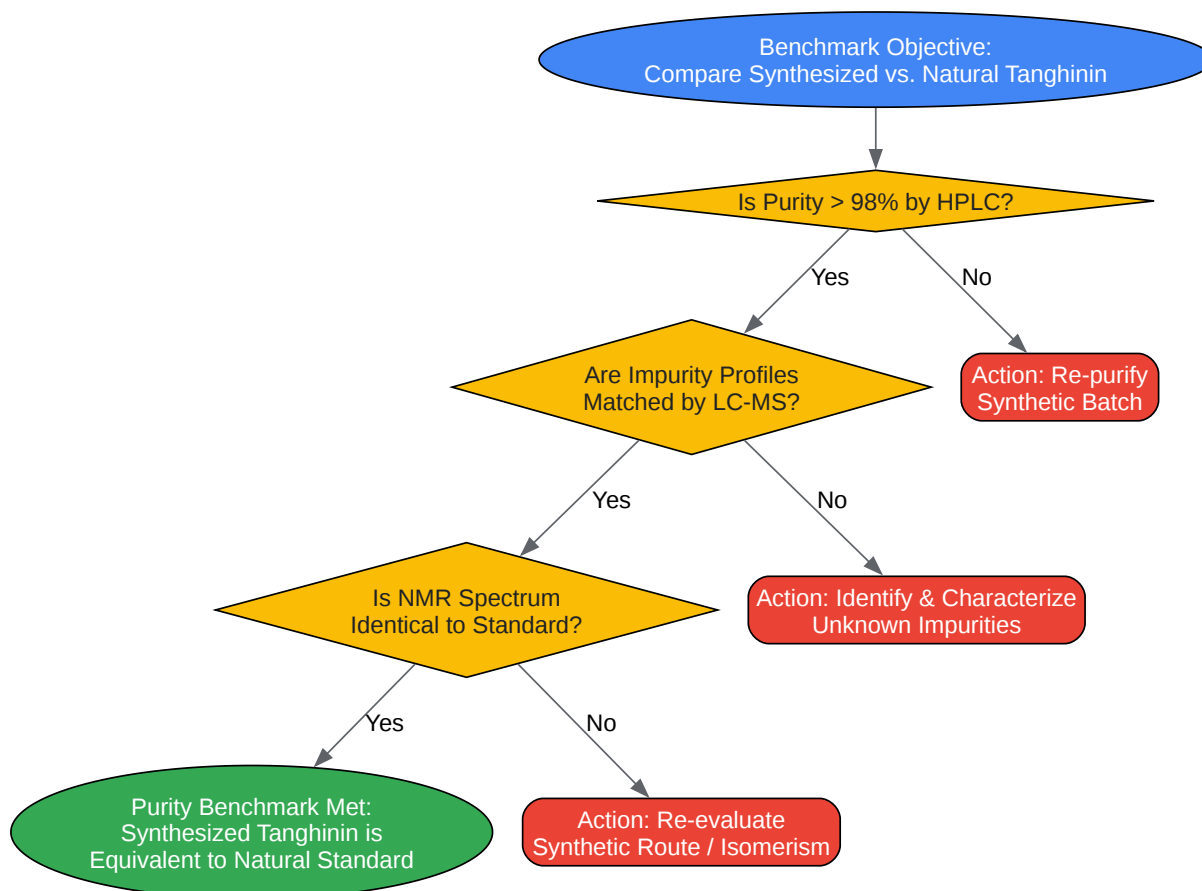 Benchmark Objective:
Compare Synthesized vs. Natural Tanghinin
Is Purity > 98% by HPLC?
Yes
No
Are Impurity Profiles
Matched by LC-MS?
Action: Re-purify
Synthetic Batch
Yes
No
Is NMR Spectrum
Identical to Standard?
Action: Identify & Characterize
Unknown Impurities
Yes
No
Purity Benchmark Met:
Synthesized Tanghinin is
Equivalent to Natural Standard
Action: Re-evaluate
Synthetic Route / Isomerism